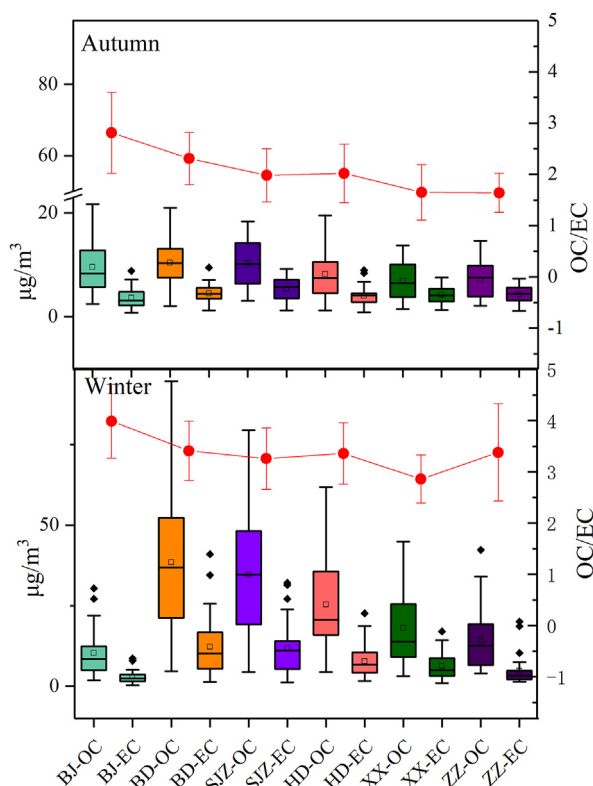 Autumn
80
60
20
0
µg/m³
5
4
3
2
1
0
-1
OC/EC
Winter
50
0
µg/m³
5
4
3
2
1
0
-1
OC/EC
BJ-OC
BJ-EC
BD-OC
BD-EC
SJZ-OC
SJZ-EC
HD-OC
HD-EC
XX-OC
XX-EC
ZZ-OC
ZZ-EC